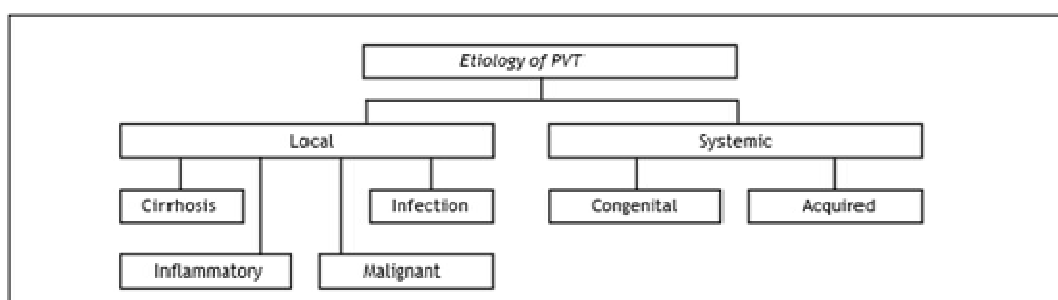 Etiology of PVT
Local
Systemic
Cirrhosis
Infection
Congenital
Acquired
Inflammatory
Malignant